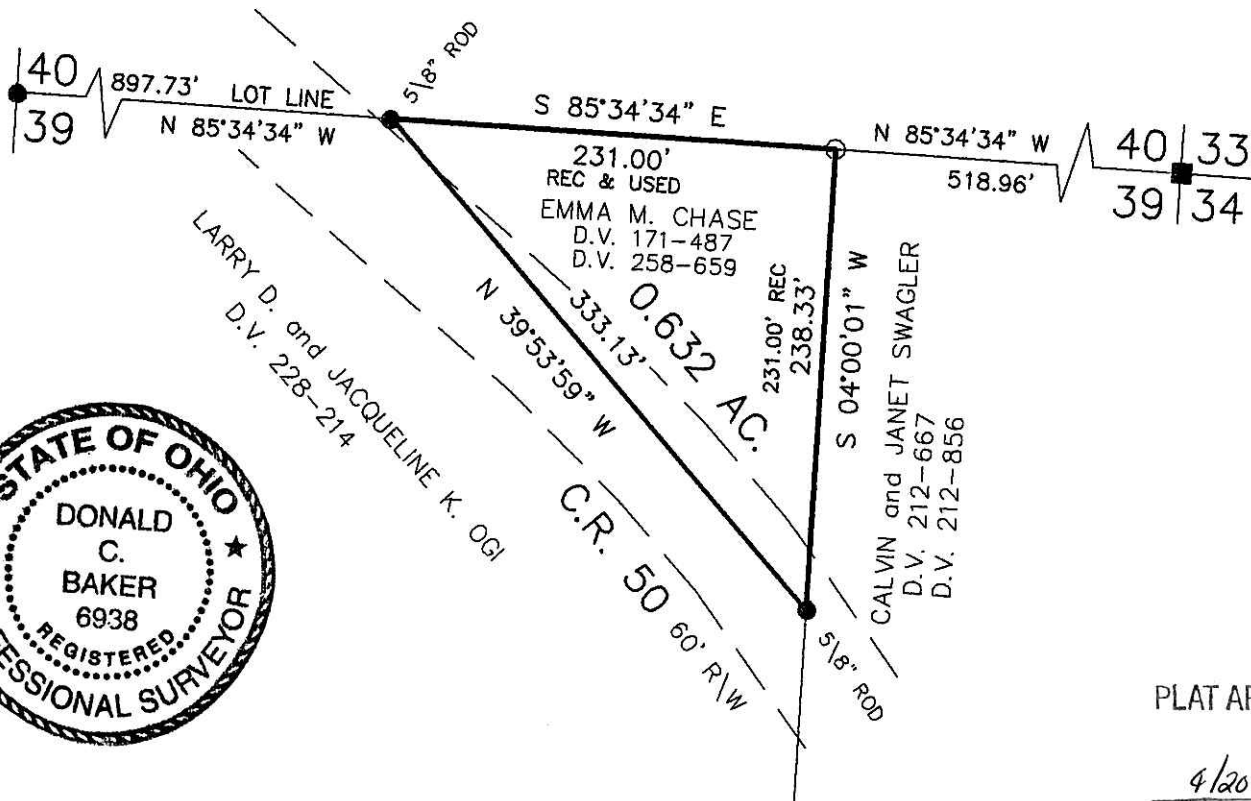 40
39
897.73'
LOT LINE
N 85°34'34" W
5\8" ROD
S 85°34'34" E
231.00'
REC & USED
EMMA M. CHASE
D.V. 171-487
D.V. 258-659
0.632 AC.
N 85°34'34" W
518.96'
40
33
39
34
231.00' REC
238.33'
S 04°00'01" W
CALVIN and JANET SWAGLER
D.V. 212-667
D.V. 212-856
333.13'
N 39°53'59" W
LARRY D. and JACQUELINE K. OGI
D.V. 228-214
C.R. 50 60' R\W
5\8" ROD
STATE OF OHIO ★
DONALD
C.
BAKER
6938
REGISTERED
ESSIONAL SURVEYOR
PLAT AP
4/20